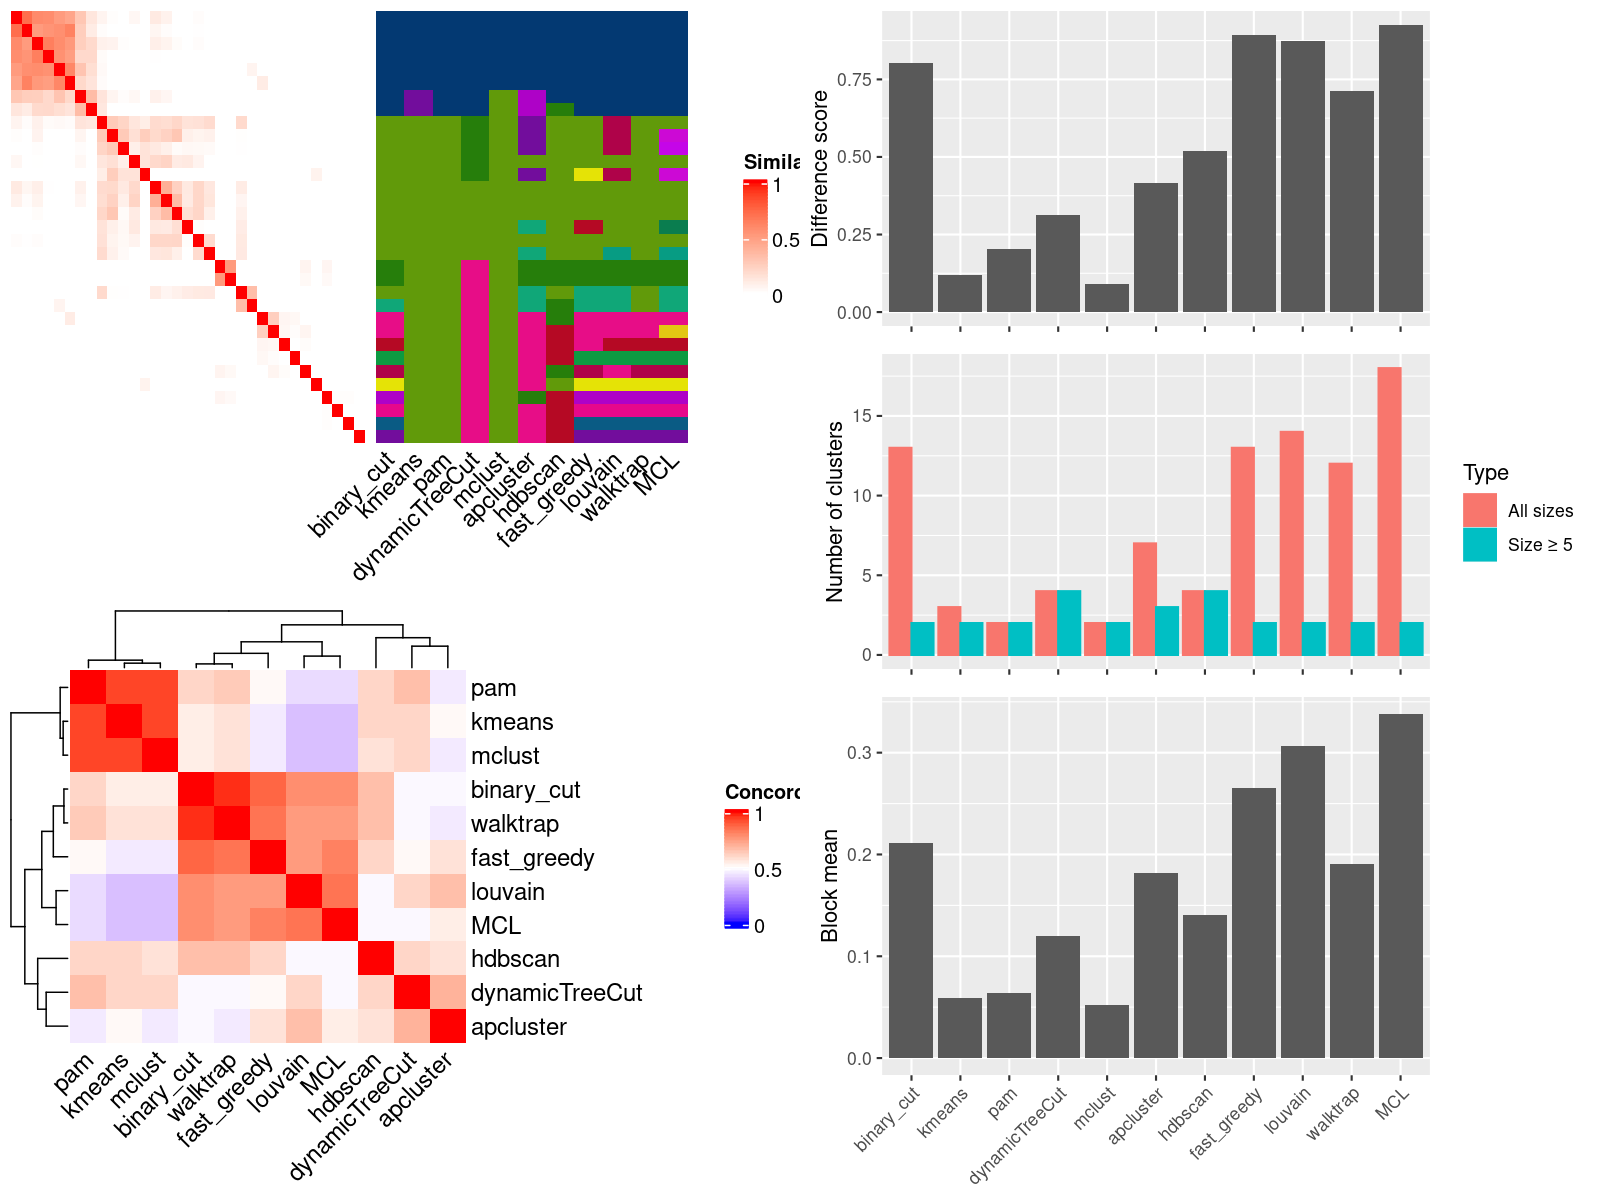 Simila
1
0.5
0
binary_cut
kmeans
pam
dynamicTreeCut
mclust
apcluster
hdbscan
fast_greedy
louvain
walktrap
MCL
pam
kmeans
mclust
binary_cut
walktrap
fast_greedy
louvain
MCL
hdbscan
dynamicTreeCut
apcluster
Concord
1
0.5
0
pam
kmeans
mclust
binary_cut
walktrap
fast_greedy
louvain
MCL
hdbscan
dynamicTreeCut
apcluster
Difference score
0.75
0.50
0.25
0.00
Number of clusters
15
10
5
0
Type
All sizes
Size ≥ 5
Block mean
0.3
0.2
0.1
0.0
binary_cut
kmeans
pam
dynamicTreeCut
mclust
apcluster
hdbscan
fast_greedy
louvain
walktrap
MCL